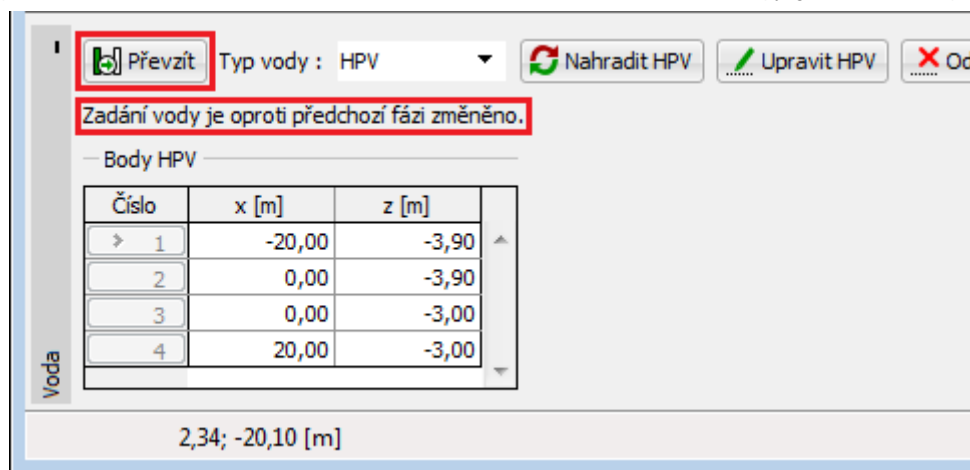 Převzít Typ vody : HPV Nahradit HPV Upravit HPV Od
Zadání vody je oproti předchozí fázi změněno.
Body HPV
Číslo x [m] z [m]
1 -20,00 -3,90
2 0,00 -3,90
3 0,00 -3,00
4 20,00 -3,00
Voda
2,34; -20,10 [m]